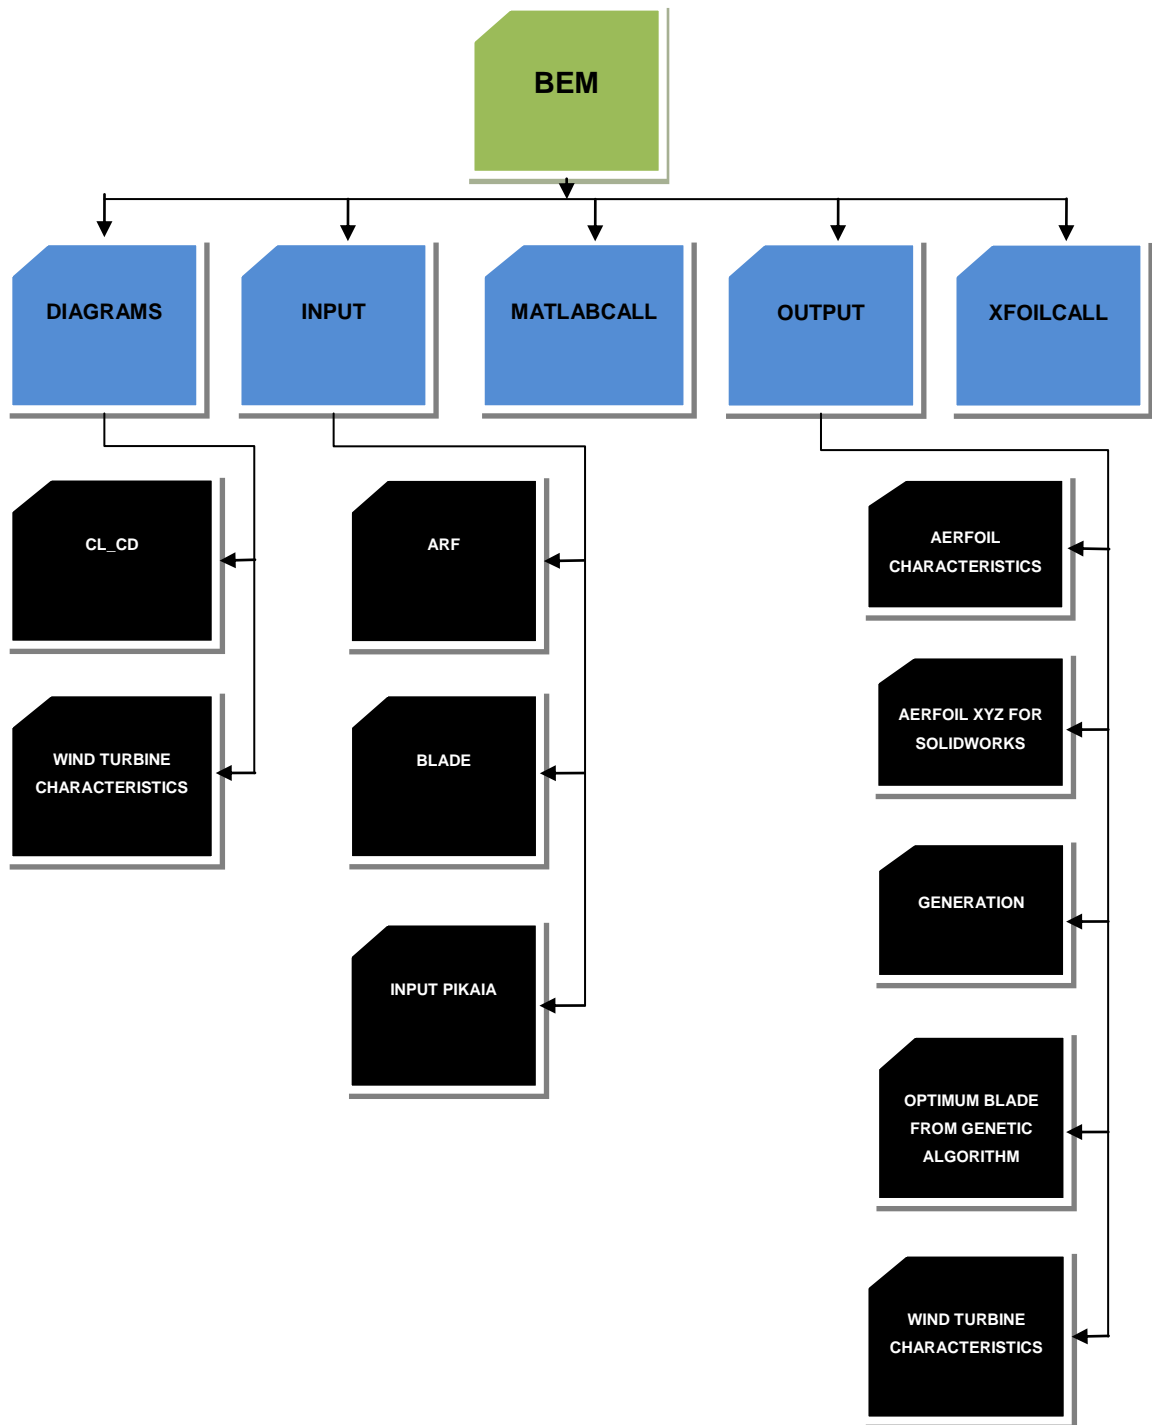 BEM
DIAGRAMS
INPUT
MATLABCALL
OUTPUT
XFOILCALL
CL_CD
WIND TURBINE
CHARACTERISTICS
ARF
BLADE
INPUT PIKAIA
AERFOIL
CHARACTERISTICS
AERFOIL XYZ FOR
SOLIDWORKS
GENERATION
OPTIMUM BLADE
FROM GENETIC
ALGORITHM
WIND TURBINE
CHARACTERISTICS